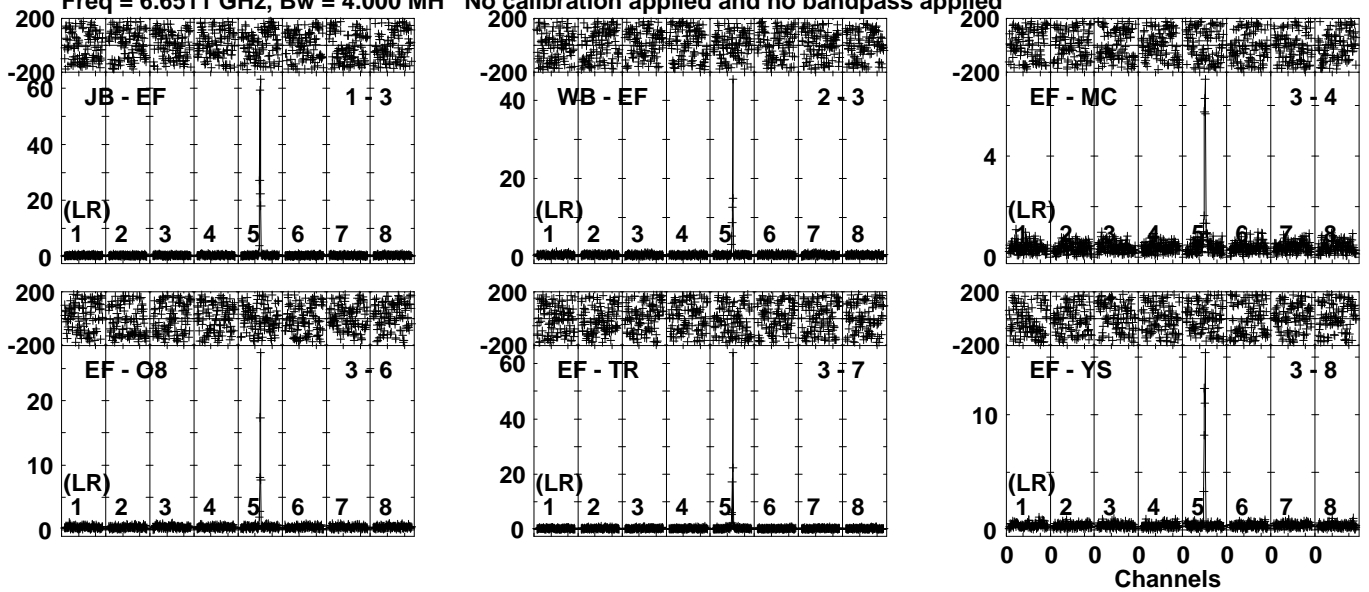 Freq = 6.6511 GHz, Bw = 4.000 MH No calibration applied and no bandpass applied
200
-200
60
40
20
0
JB - EF 1 - 3
(LR)
1 2 3 4 5 6 7 8
200
-200
40
20
0
WB - EF 2 - 3
(LR)
1 2 3 4 5 6 7 8
200
-200
4
0
EF - MC 3 - 4
(LR)
1 2 3 4 5 6 7 8
200
-200
20
10
0
EF - O8 3 - 6
(LR)
1 2 3 4 5 6 7 8
200
-200
60
40
20
0
EF - TR 3 - 7
(LR)
1 2 3 4 5 6 7 8
200
-200
10
0
EF - YS 3 - 8
(LR)
1 2 3 4 5 6 7 8
0 0 0 0 0 0 0 0
Channels